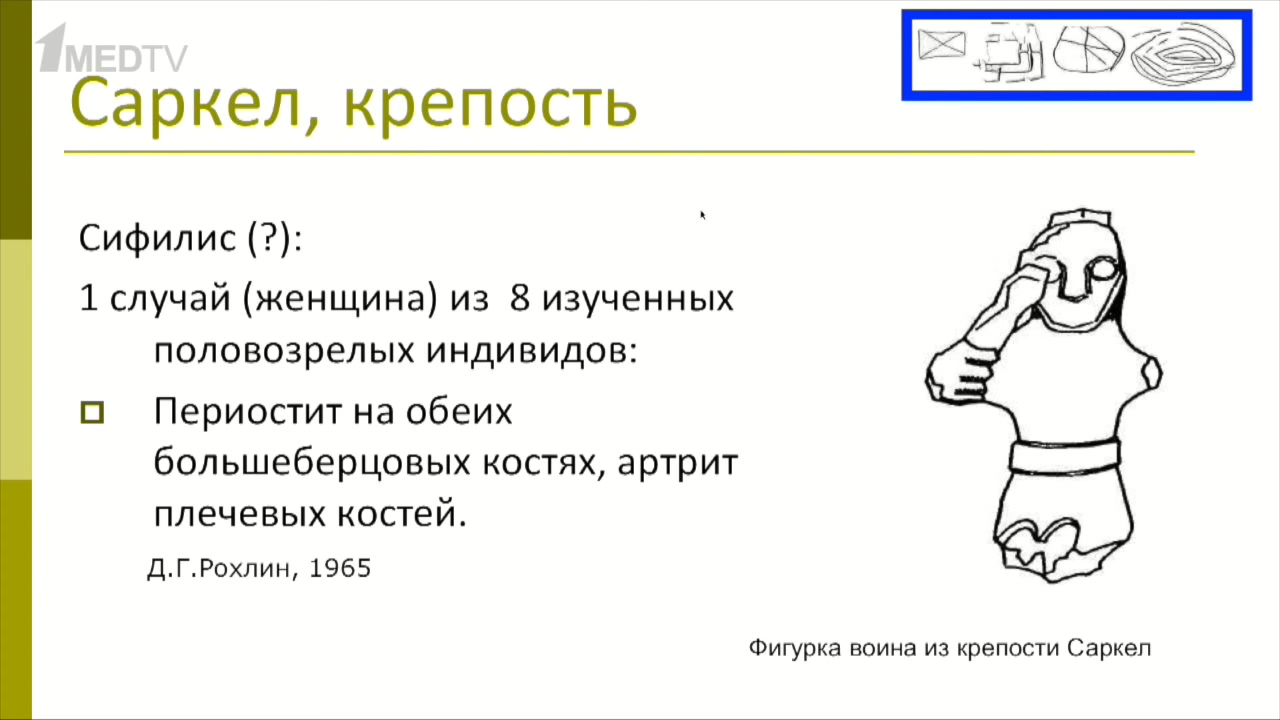 1MEDTV
Саркел, крепость
Сифилис (?):
1 случай (женщина) из 8 изученных
половозрелых индивидов:
Периостит на обеих
большеберцовых костях, артрит
плечевых костей.
Д.Г.Рохлин, 1965
Фигурка воина из крепости Саркел